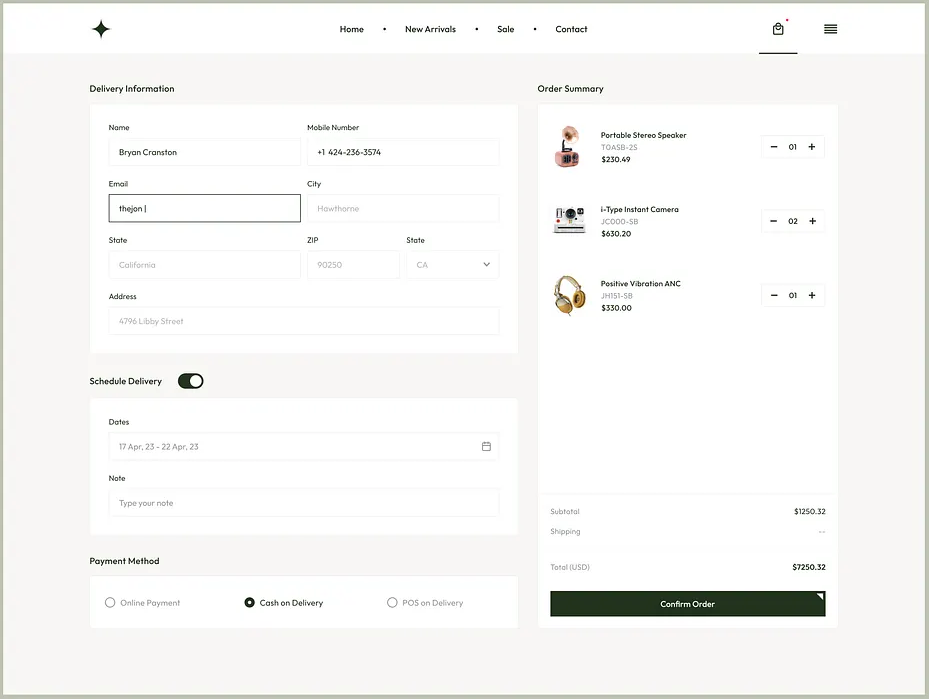 Home • New Arrivals • Sale • Contact
Delivery Information
Name
Mobile Number
Bryan Cranston
+1 424-236-3574
Email
City
thejon |
Hawthorne
State
ZIP
State
California
90250
CA
Address
4796 Libby Street
Schedule Delivery
Dates
17 Apr, 23 - 22 Apr, 23
Note
Type your note
Payment Method
Online Payment
Cash on Delivery
POS on Delivery
Order Summary
Portable Stereo Speaker
TOASB-2S
$230.49
− 01 +
i-Type Instant Camera
JC000-SB
$630.20
− 02 +
Positive Vibration ANC
JH151-SB
$330.00
− 01 +
Subtotal $1250.32
Shipping --
Total (USD) $7250.32
Confirm Order